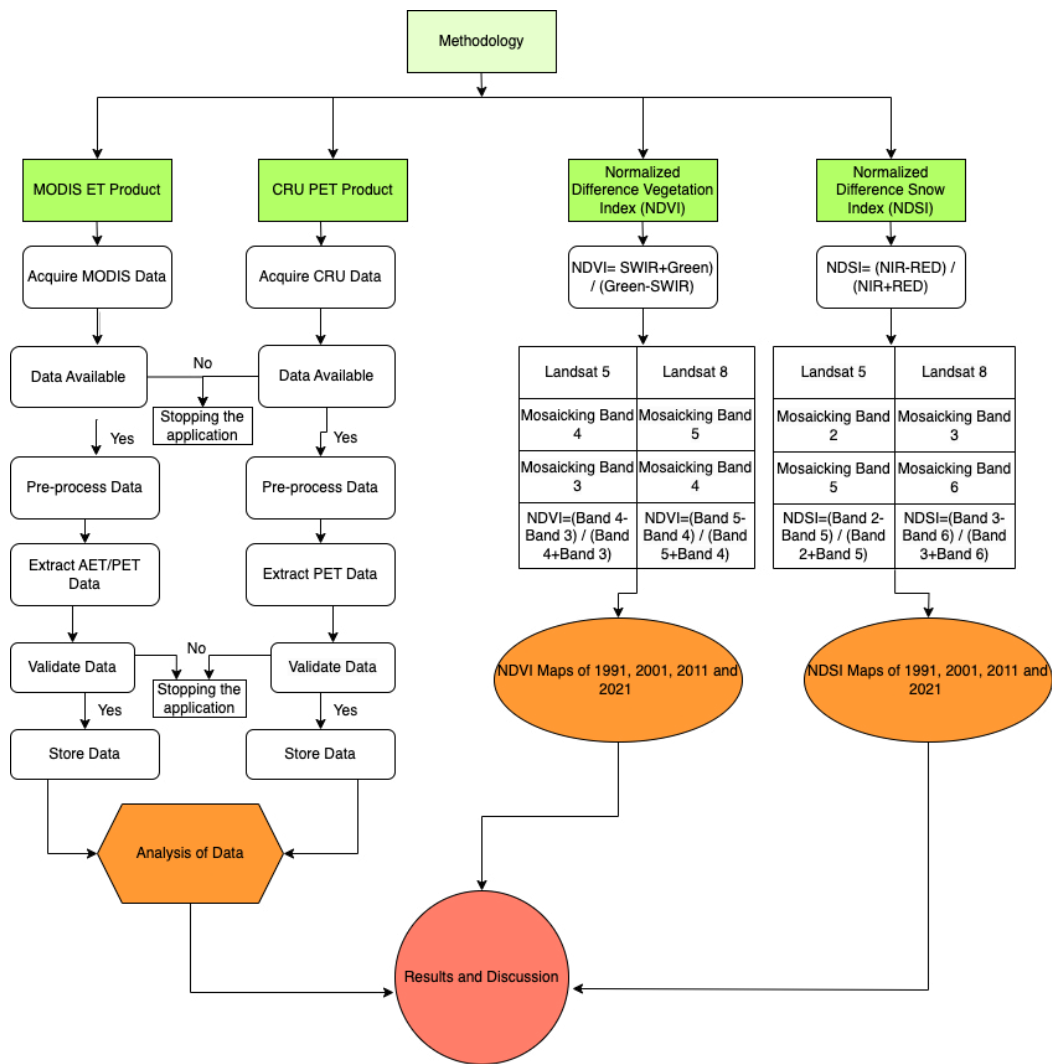 Methodology
MODIS ET Product
CRU PET Product
Normalized
Difference Vegetation
Index (NDVI)
Normalized
Difference Snow
Index (NDSI)
Acquire MODIS Data
Acquire CRU Data
NDVI= SWIR+Green)
/ (Green-SWIR)
NDSI= (NIR-RED) /
(NIR+RED)
Data Available
No
Data Available
Stopping the
application
Yes
Yes
Landsat 5
Landsat 8
Landsat 5
Landsat 8
Mosaicking Band
4
Mosaicking Band
5
Mosaicking Band
2
Mosaicking Band
3
Pre-process Data
Pre-process Data
Mosaicking Band
3
Mosaicking Band
4
Mosaicking Band
5
Mosaicking Band
6
NDVI=(Band 4-
Band 3) / (Band
4+Band 3)
NDVI=(Band 5-
Band 4) / (Band
5+Band 4)
NDSI=(Band 2-
Band 5) / (Band
2+Band 5)
NDSI=(Band 3-
Band 6) / (Band
3+Band 6)
Extract AET/PET
Data
Extract PET Data
Validate Data
No
Validate Data
Stopping the
application
Yes
Yes
NDVI Maps of 1991, 2001, 2011 and
2021
NDSI Maps of 1991, 2001, 2011 and
2021
Store Data
Store Data
Analysis of Data
Results and Discussion